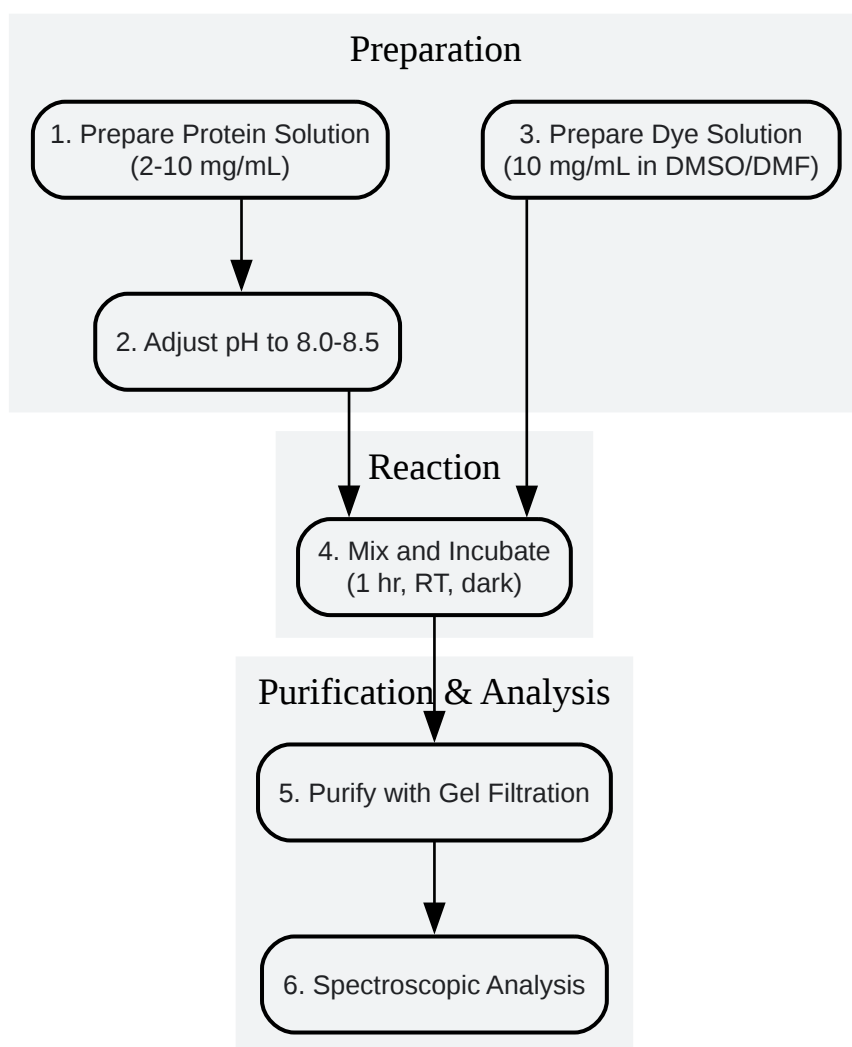 Preparation
1. Prepare Protein Solution
(2-10 mg/mL)
3. Prepare Dye Solution
(10 mg/mL in DMSO/DMF)
2. Adjust pH to 8.0-8.5
Reaction
4. Mix and Incubate
(1 hr, RT, dark)
Purification & Analysis
5. Purify with Gel Filtration
6. Spectroscopic Analysis